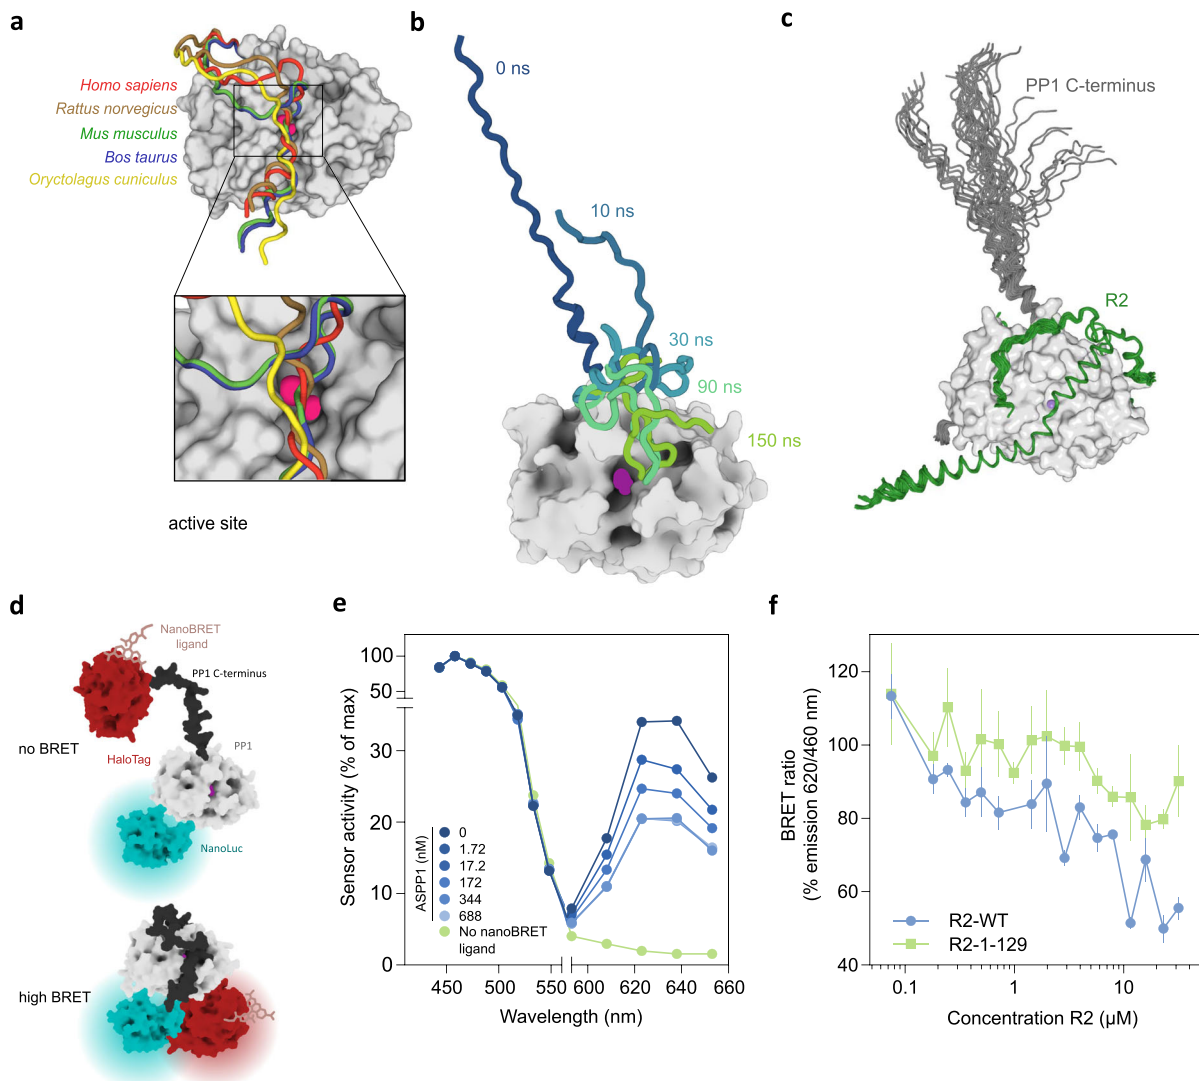 a
Homo sapiens
Rattus norvegicus
Mus musculus
Bos taurus
Oryctolagus cuniculus
active site
b
0 ns
10 ns
30 ns
90 ns
150 ns
c
PP1 C-terminus
R2
d
NanoBRET
ligand
PP1 C-terminus
no BRET
PP1
HaloTag
NanoLuc
high BRET
e
Sensor activity (% of max)
100
50
30
20
10
0
ASPP1 (nM)
0
1.72
17.2
172
344
688
No nanoBRET
ligand
450
500
550
600
620
640
660
Wavelength (nm)
f
BRET ratio
(% emission 620/460 nm)
120
100
80
60
40
R2-WT
R2-1-129
0.1
1
10
Concentration R2 (µM)